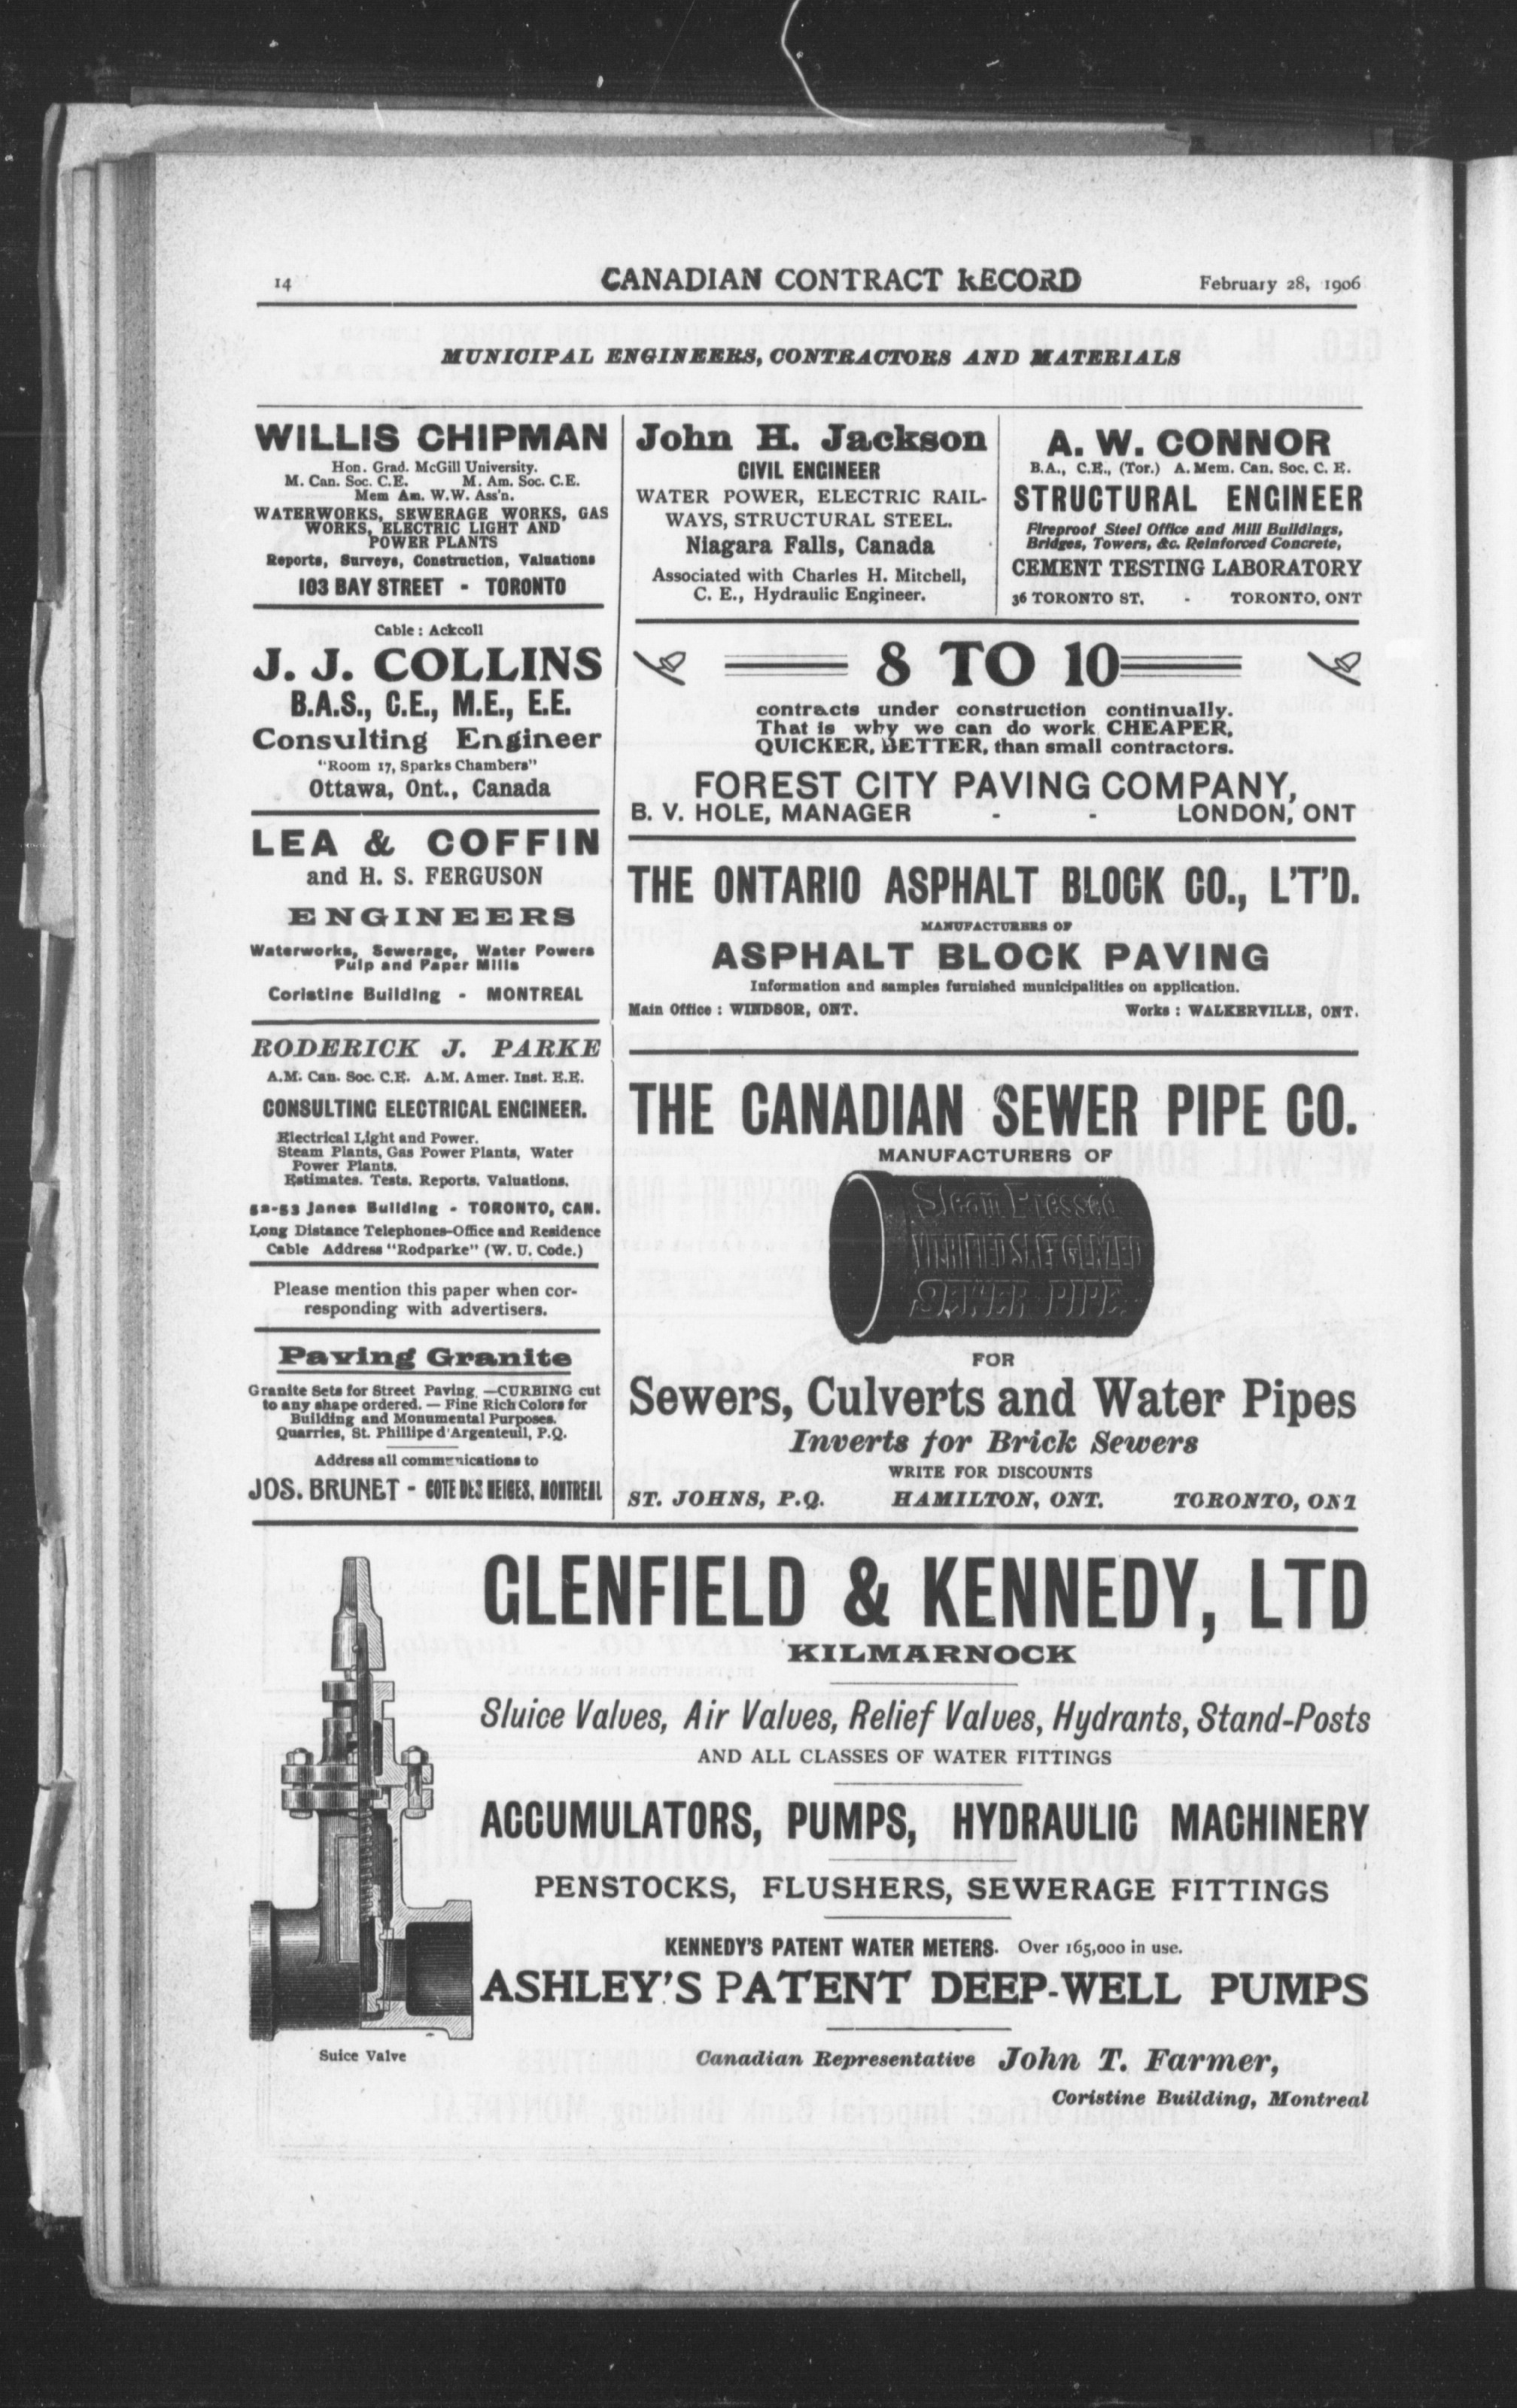 14 CANADIAN CONTRACT RECORD February 28, 1906
MUNICIPAL ENGINEERS, CONTRACTORS AND MATERIALS
WILLIS CHIPMAN
Hon. Grad. McGill University.
M. Can. Soc. C.E. M. Am. Soc. C.E.
Mem Am. W.W. Ass'n.
WATERWORKS, SEWERAGE WORKS, GAS
WORKS, ELECTRIC LIGHT AND
POWER PLANTS
Reports, Surveys, Construction, Valuations
103 BAY STREET - TORONTO
Cable: Ackcoll
J. J. COLLINS
B.A.S., C.E., M.E., E.E.
Consulting Engineer
"Room 17, Sparks Chambers"
Ottawa, Ont., Canada
LEA & COFFIN
and H. S. FERGUSON
ENGINEERS
Waterworks, Sewerage, Water Powers
Pulp and Paper Mills
Coristine Building - MONTREAL
RODERICK J. PARKE
A.M. Can. Soc. C.E. A.M. Amer. Inst. E.E.
CONSULTING ELECTRICAL ENGINEER.
Electrical Light and Power.
Steam Plants, Gas Power Plants, Water
Power Plants.
Estimates. Tests. Reports. Valuations.
52-53 Janes Building - TORONTO, CAN.
Long Distance Telephones-Office and Residence
Cable Address "Rodparke" (W. U. Code.)
Please mention this paper when cor-
responding with advertisers.
Paving Granite
Granite Sets for Street Paving. —CURBING cut
to any shape ordered. — Fine Rich Colors for
Building and Monumental Purposes.
Quarries, St. Phillipe d'Argenteuil, P.Q.
Address all communications to
JOS. BRUNET - COTE DES NEIGES, MONTREAL
John H. Jackson
CIVIL ENGINEER
WATER POWER, ELECTRIC RAIL-
WAYS, STRUCTURAL STEEL.
Niagara Falls, Canada
Associated with Charles H. Mitchell,
C. E., Hydraulic Engineer.
A. W. CONNOR
B.A., C.E., (Tor.) A. Mem. Can. Soc. C. E.
STRUCTURAL ENGINEER
Fireproof Steel Office and Mill Buildings,
Bridges, Towers, &c. Reinforced Concrete,
CEMENT TESTING LABORATORY
36 TORONTO ST. - TORONTO, ONT
8 TO 10
contracts under construction continually.
That is why we can do work CHEAPER,
QUICKER, BETTER, than small contractors.
FOREST CITY PAVING COMPANY,
B. V. HOLE, MANAGER - - LONDON, ONT
THE ONTARIO ASPHALT BLOCK CO., L'T'D.
MANUFACTURERS OF
ASPHALT BLOCK PAVING
Information and samples furnished municipalities on application.
Main Office : WINDSOR, ONT. Works : WALKERVILLE, ONT.
THE CANADIAN SEWER PIPE CO.
MANUFACTURERS OF
Steam Pressed
VITRIFIED SALT GLAZED
SEWER PIPE
FOR
Sewers, Culverts and Water Pipes
Inverts for Brick Sewers
WRITE FOR DISCOUNTS
ST. JOHNS, P.Q. HAMILTON, ONT. TORONTO, ONT
GLENFIELD & KENNEDY, LTD
KILMARNOCK
Sluice Valves, Air Valves, Relief Valves, Hydrants, Stand-Posts
AND ALL CLASSES OF WATER FITTINGS
ACCUMULATORS, PUMPS, HYDRAULIC MACHINERY
PENSTOCKS, FLUSHERS, SEWERAGE FITTINGS
KENNEDY'S PATENT WATER METERS. Over 165,000 in use.
ASHLEY'S PATENT DEEP-WELL PUMPS
Suice Valve
Canadian Representative John T. Farmer,
Coristine Building, Montreal